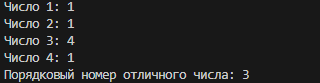 Число 1: 1
Число 2: 1
Число 3: 4
Число 4: 1
Порядковый номер отличного числа: 3